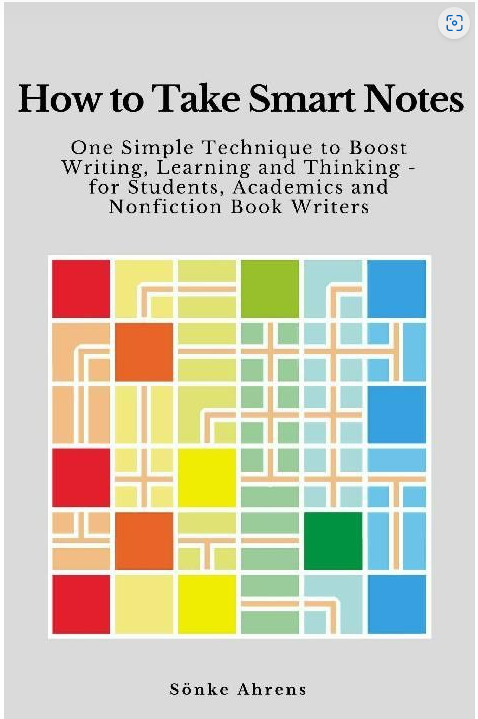 How to Take Smart Notes
One Simple Technique to Boost
Writing, Learning and Thinking -
for Students, Academics and
Nonfiction Book Writers
Sönke Ahrens